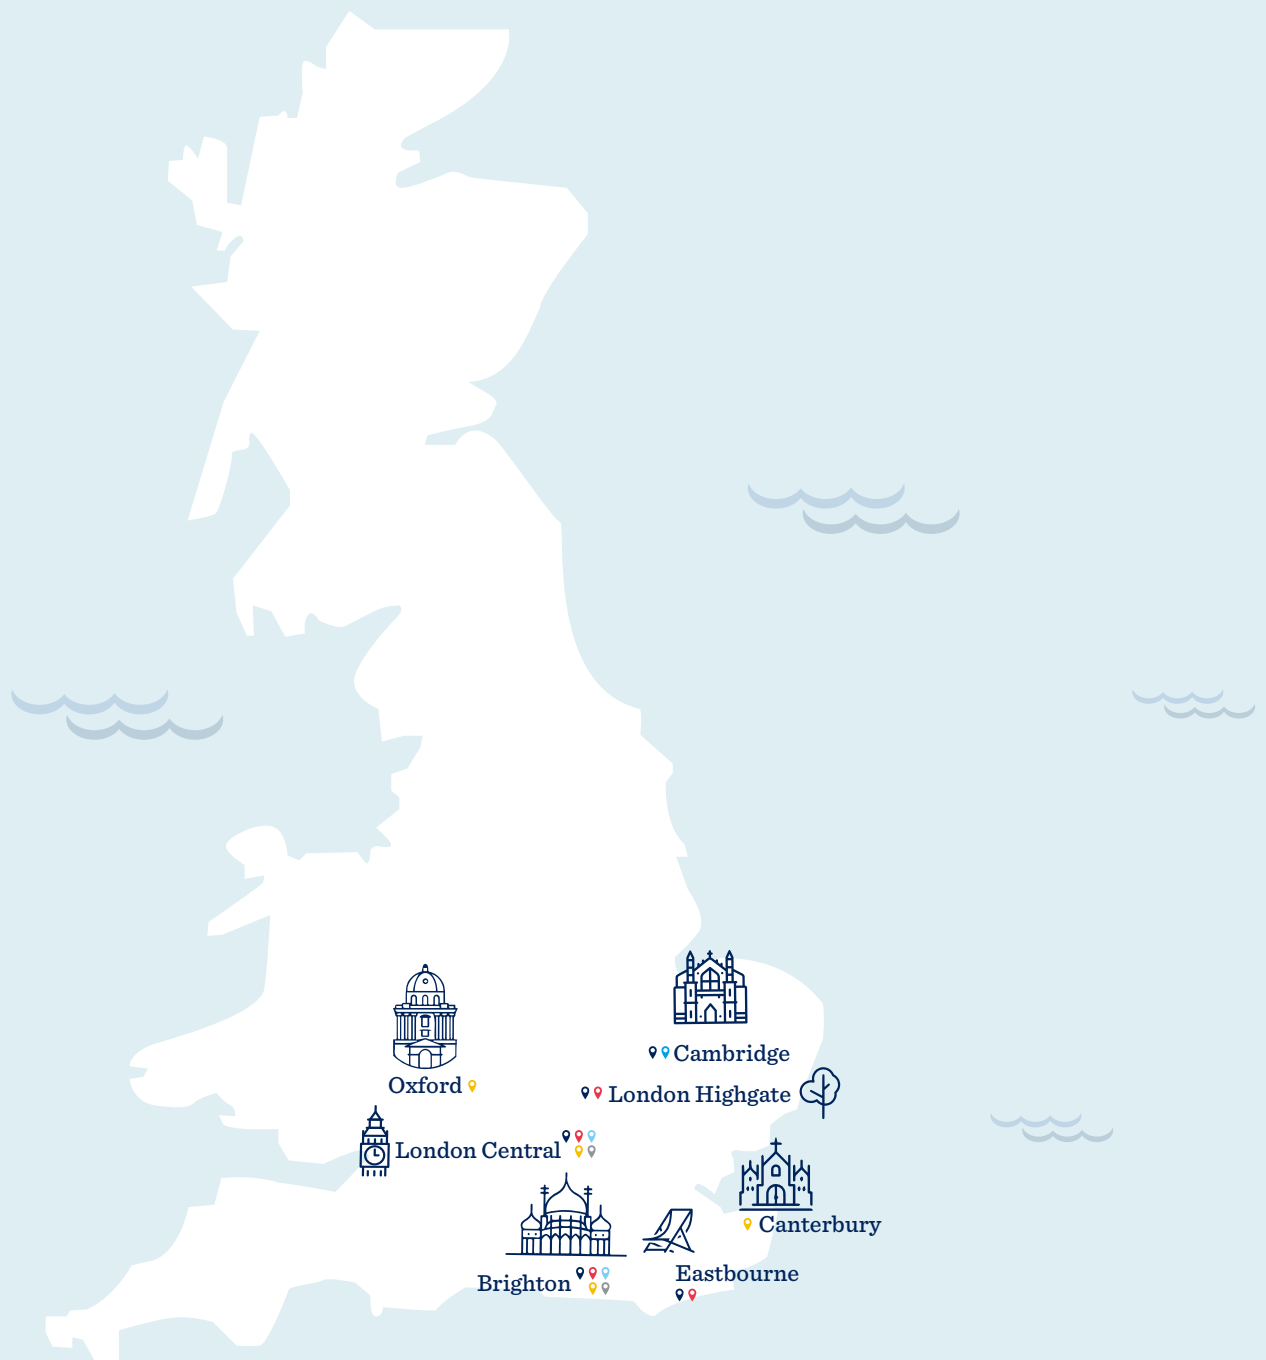 Cambridge
Oxford
London Highgate
London Central
Canterbury
Eastbourne
Brighton